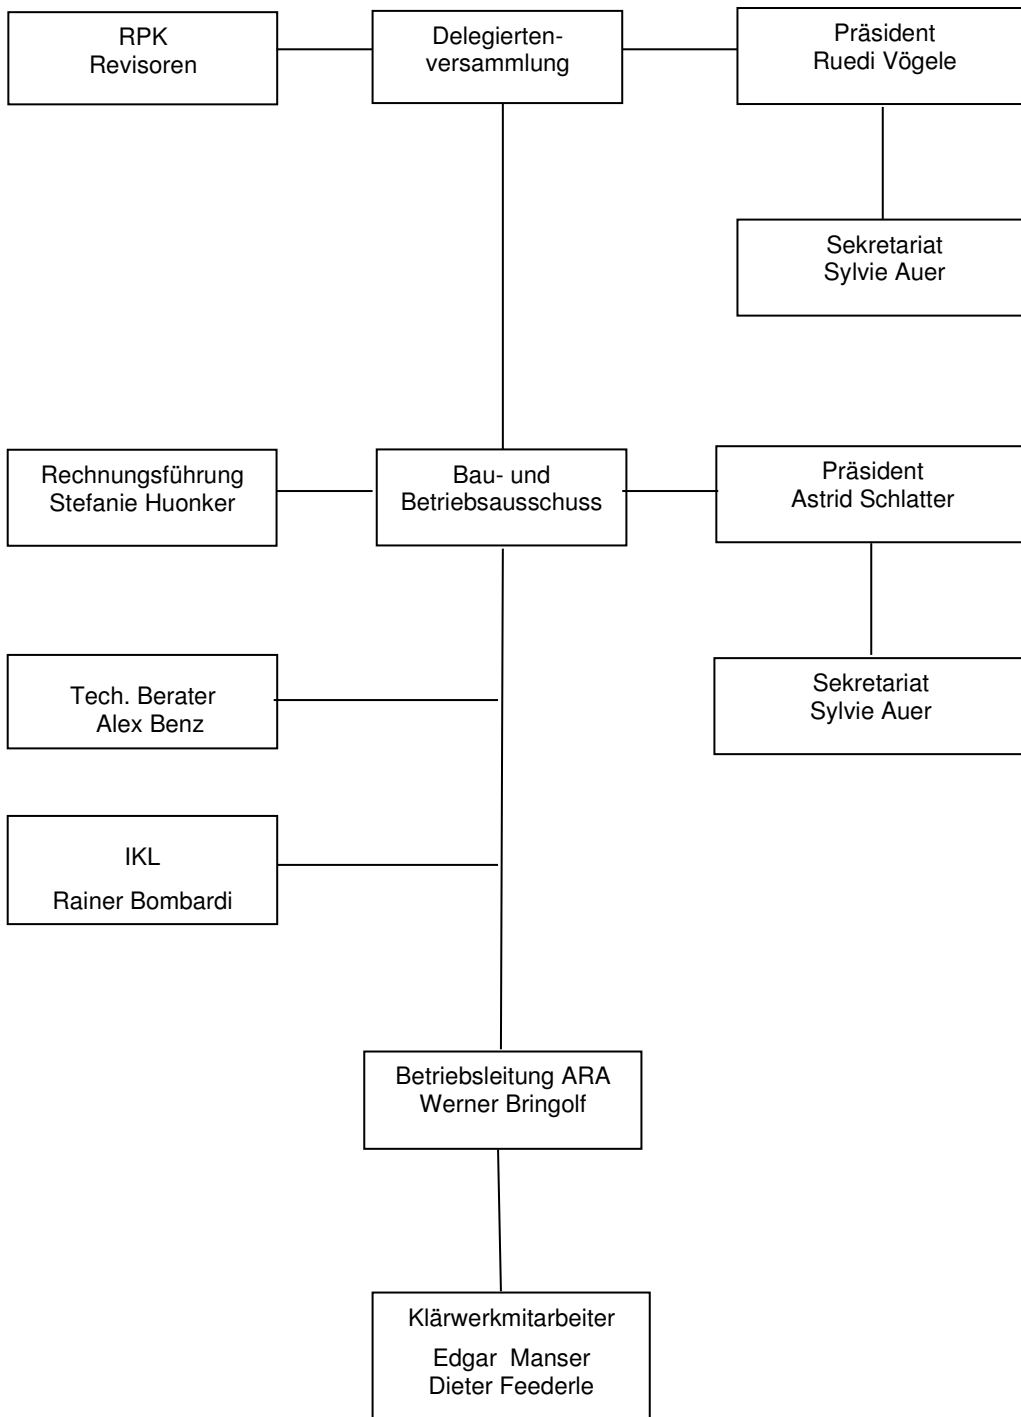 RPK
Revisoren
Delegierten-
versammlung
Präsident
Ruedi Vögele
Sekretariat
Sylvie Auer
Rechnungsführung
Stefanie Huonker
Bau- und
Betriebsausschuss
Präsident
Astrid Schlatter
Tech. Berater
Alex Benz
Sekretariat
Sylvie Auer
IKL
Rainer Bombardi
Betriebsleitung ARA
Werner Bringolf
Klärwerkmitarbeiter
Edgar Manser
Dieter Feederle